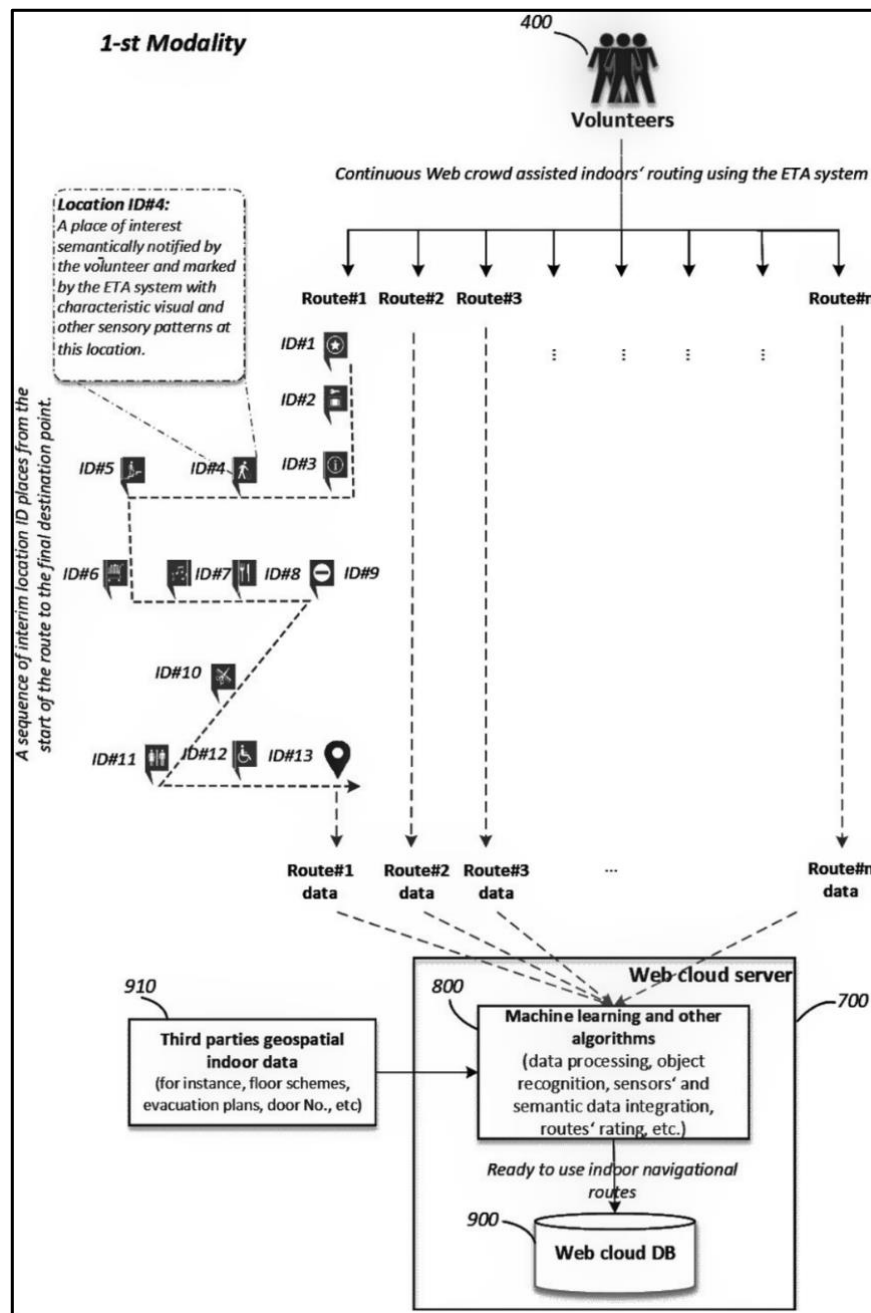 1-st Modality
400
Volunteers
Continuous Web crowd assisted indoors' routing using the ETA system
Location ID#4:
A place of interest
semantically notified by
the volunteer and marked
by the ETA system with
characteristic visual and
other sensory patterns at
this location.
Route#1 Route#2 Route#3 Route#n
ID#1
ID#2
ID#5 ID#4 ID#3
ID#6 ID#7 ID#8 ID#9
ID#10
ID#11 ID#12 ID#13
A sequence of interim location ID places from the
start of the route to the final destination point.
Route#1 Route#2 Route#3 ... Route#n
data data data data
Web cloud server
910
800
700
Third parties geospatial
indoor data
(for instance, floor schemes,
evacuation plans, door No., etc)
Machine learning and other
algorithms
(data processing, object
recognition, sensors' and
semantic data integration,
routes' rating, etc.)
Ready to use indoor navigational
routes
900
Web cloud DB